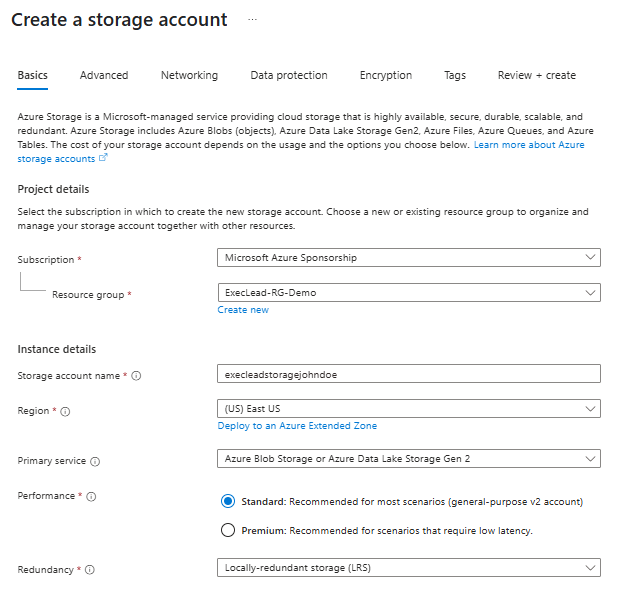 Create a storage account ...
Basics Advanced Networking Data protection Encryption Tags Review + create
Azure Storage is a Microsoft-managed service providing cloud storage that is highly available, secure, durable, scalable, and
redundant. Azure Storage includes Azure Blobs (objects), Azure Data Lake Storage Gen2, Azure Files, Azure Queues, and Azure
Tables. The cost of your storage account depends on the usage and the options you choose below. Learn more about Azure
storage accounts
Project details
Select the subscription in which to create the new storage account. Choose a new or existing resource group to organize and
manage your storage account together with other resources.
Subscription * Microsoft Azure Sponsorship
Resource group * ExecLead-RG-Demo
Create new
Instance details
Storage account name * execleadstoragejohndoe
Region * (US) East US
Deploy to an Azure Extended Zone
Primary service Azure Blob Storage or Azure Data Lake Storage Gen 2
Performance * Standard: Recommended for most scenarios (general-purpose v2 account)
Premium: Recommended for scenarios that require low latency.
Redundancy * Locally-redundant storage (LRS)